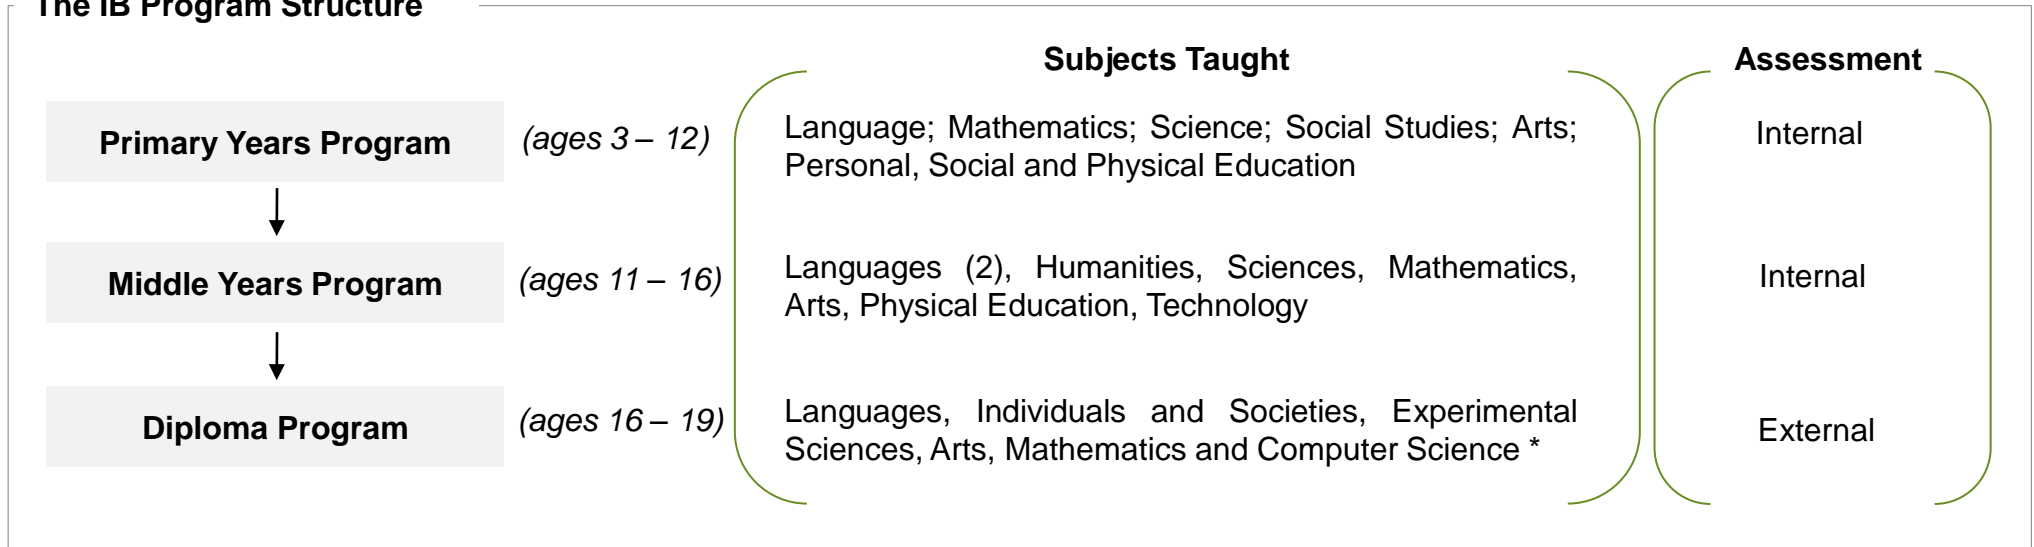 The IB Program Structure
Subjects Taught
Assessment
Primary Years Program
(ages 3 – 12)
Language; Mathematics; Science; Social Studies; Arts;
Personal, Social and Physical Education
Internal
Middle Years Program
(ages 11 – 16)
Languages (2), Humanities, Sciences, Mathematics,
Arts, Physical Education, Technology
Internal
Diploma Program
(ages 16 – 19)
Languages, Individuals and Societies, Experimental
Sciences, Arts, Mathematics and Computer Science *
External